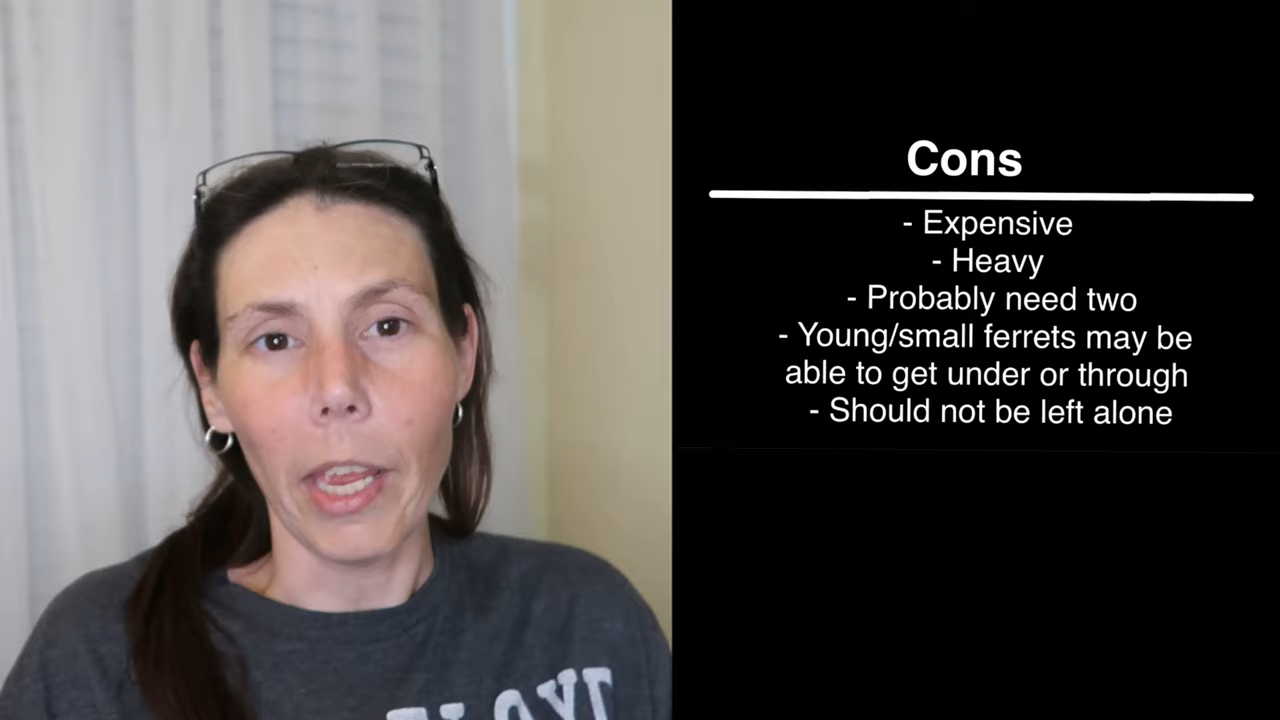 Cons
- Expensive
- Heavy
- Probably need two
- Young/small ferrets may be
able to get under or through
- Should not be left alone